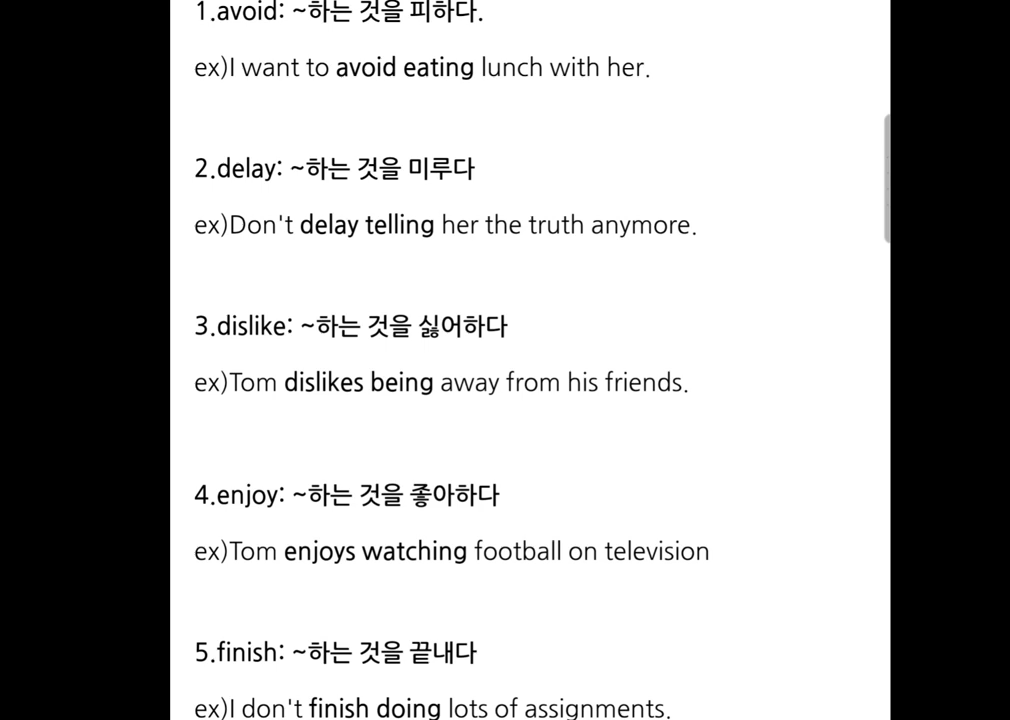 1.avoid: ~하는 것을 피하다.
ex)I want to avoid eating lunch with her.
2.delay: ~하는 것을 미루다
ex)Don't delay telling her the truth anymore.
3.dislike: ~하는 것을 싫어하다
ex)Tom dislikes being away from his friends.
4.enjoy: ~하는 것을 좋아하다
ex)Tom enjoys watching football on television
5.finish: ~하는 것을 끝내다
ex)I don't finish doing lots of assignments.